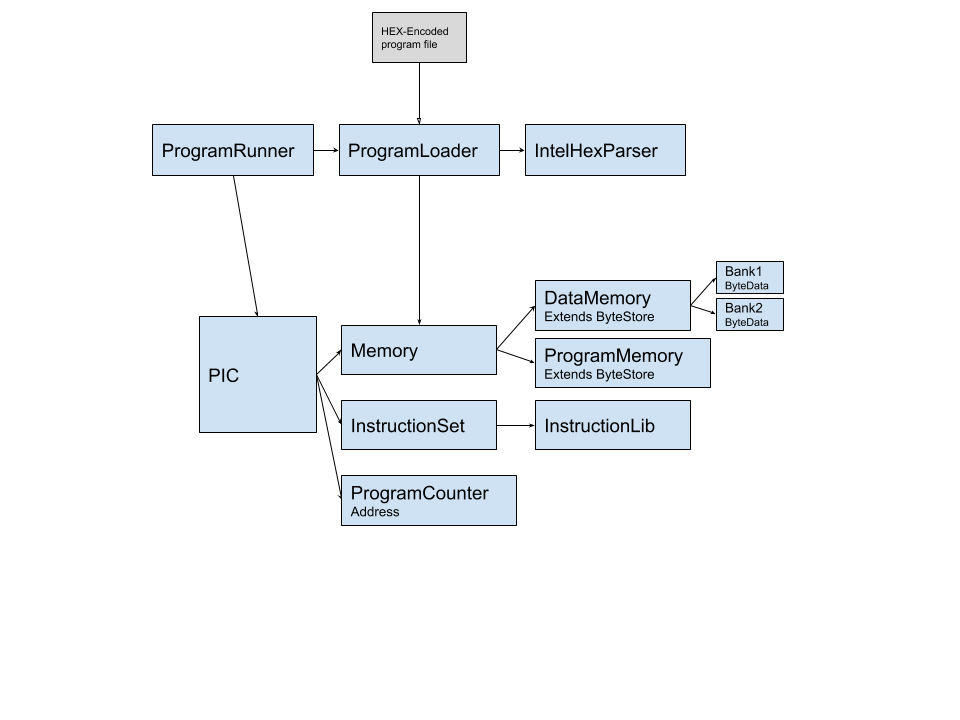 HEX-Encoded
program file
ProgramRunner
ProgramLoader
IntelHexParser
Bank1
ByteData
DataMemory
Extends ByteStore
Bank2
ByteData
PIC
Memory
ProgramMemory
Extends ByteStore
InstructionSet
InstructionLib
ProgramCounter
Address